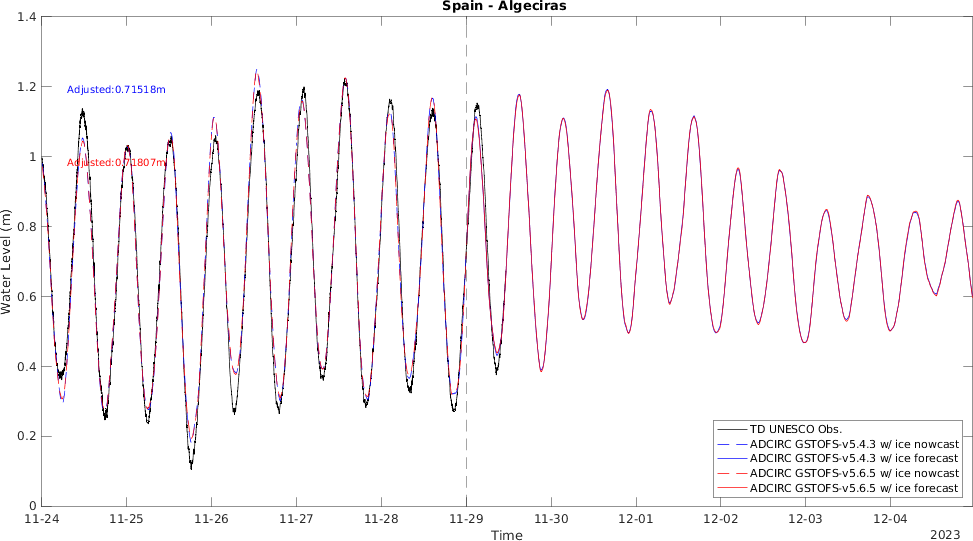 Spain - Algeciras
1.4
1.2
1
0.8
0.6
0.4
0.2
0
Water Level (m)
Adjusted:0.71518m
Adjusted:0.71807m
TD UNESCO Obs.
ADCIRC GSTOFS-v5.4.3 w/ ice nowcast
ADCIRC GSTOFS-v5.4.3 w/ ice forecast
ADCIRC GSTOFS-v5.6.5 w/ ice nowcast
ADCIRC GSTOFS-v5.6.5 w/ ice forecast
11-24 11-25 11-26 11-27 11-28 11-29 11-30 12-01 12-02 12-03 12-04
Time
2023